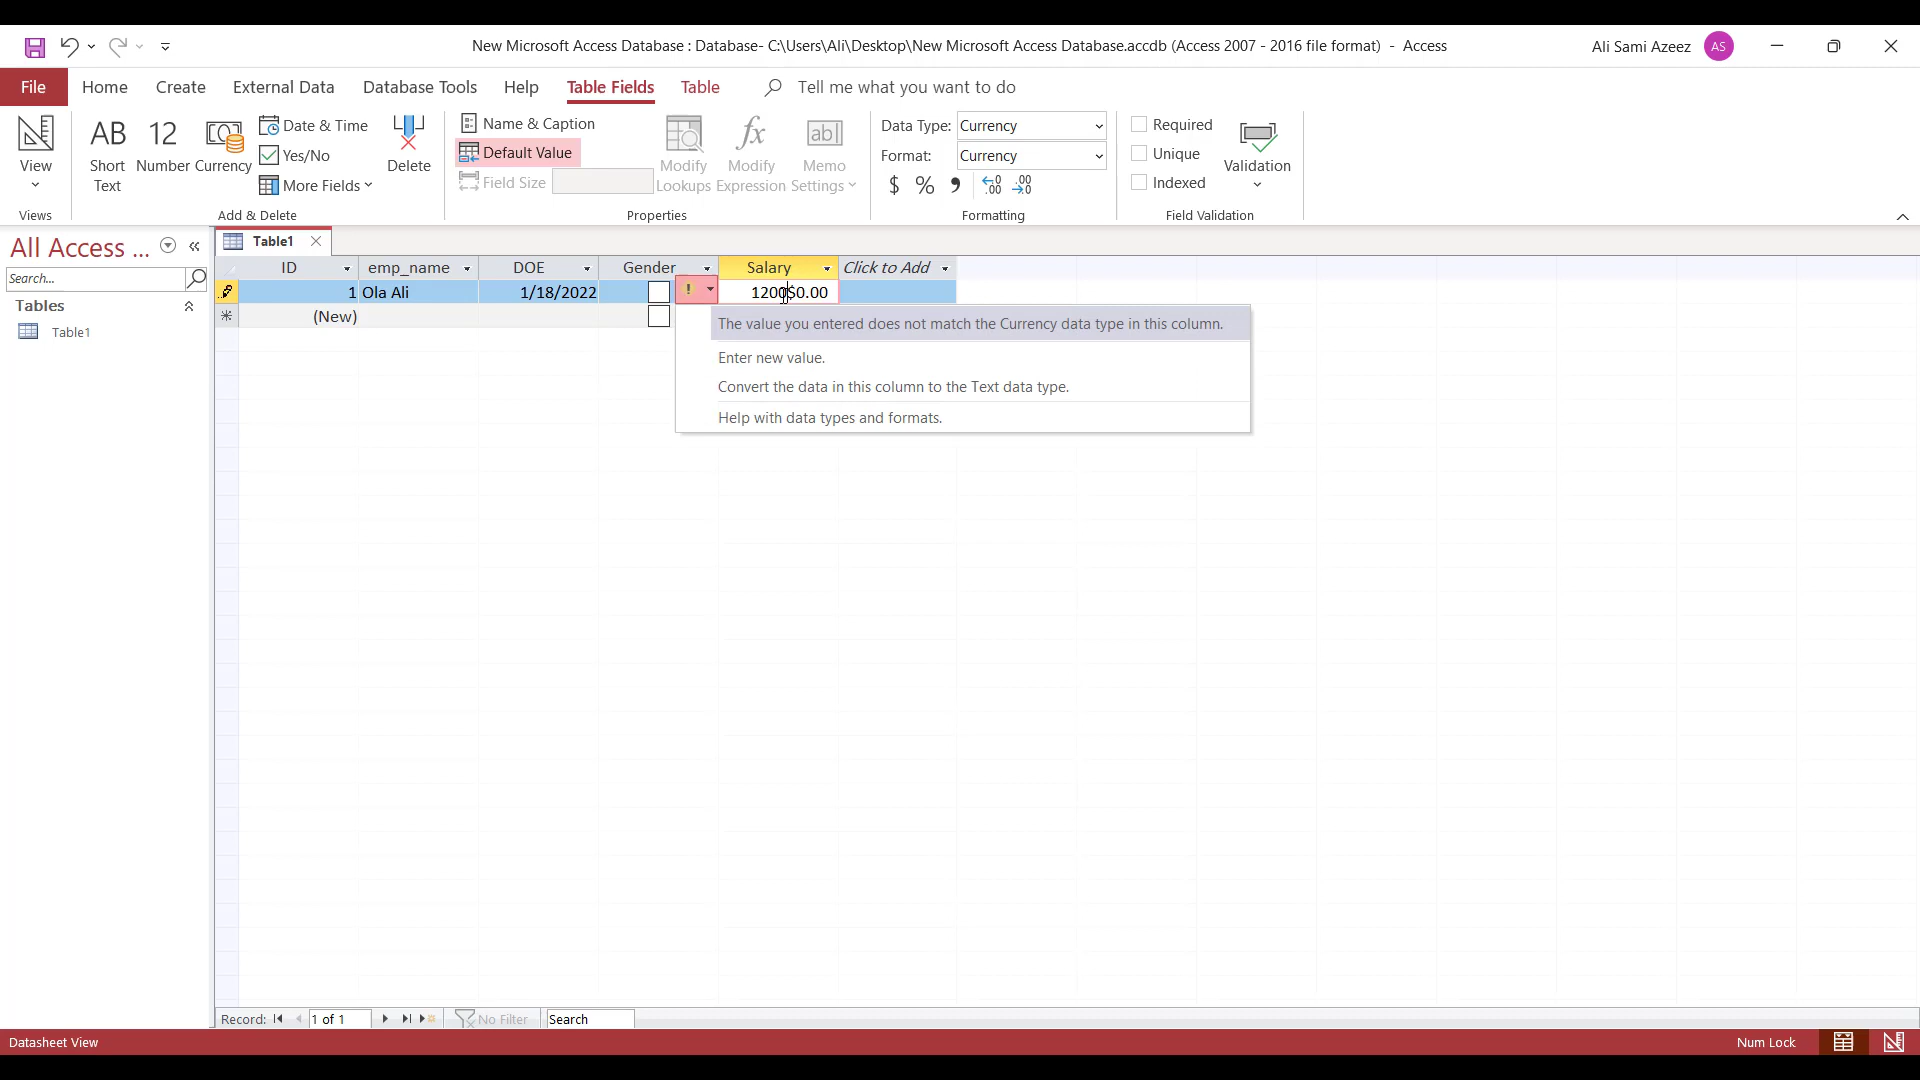 New Microsoft Access Database : Database- C:\Users\Ali\Desktop\New Microsoft Access Database.accdb (Access 2007 - 2016 file format) - Access
Ali Sami Azeez AS
File Home Create External Data Database Tools Help Table Fields Table Tell me what you want to do
View
Views
AB
Short
Text
12
Number
Currency
Date & Time
Yes/No
More Fields
Delete
Add & Delete
Name & Caption
Default Value
Field Size
Modify
Lookups
fx
Modify
Expression
ab|
Memo
Settings
Properties
Data Type: Currency
Format: Currency
$ % , .00 .00
Formatting
Required
Unique
Indexed
Validation
Field Validation
All Access ...
Search...
Tables
Table1
Table1
ID emp_name DOE Gender Salary Click to Add
1 Ola Ali 1/18/2022 ! 1200$0.00
* (New)
The value you entered does not match the Currency data type in this column.
Enter new value.
Convert the data in this column to the Text data type.
Help with data types and formats.
Record: 1 of 1 No Filter Search
Datasheet View Num Lock